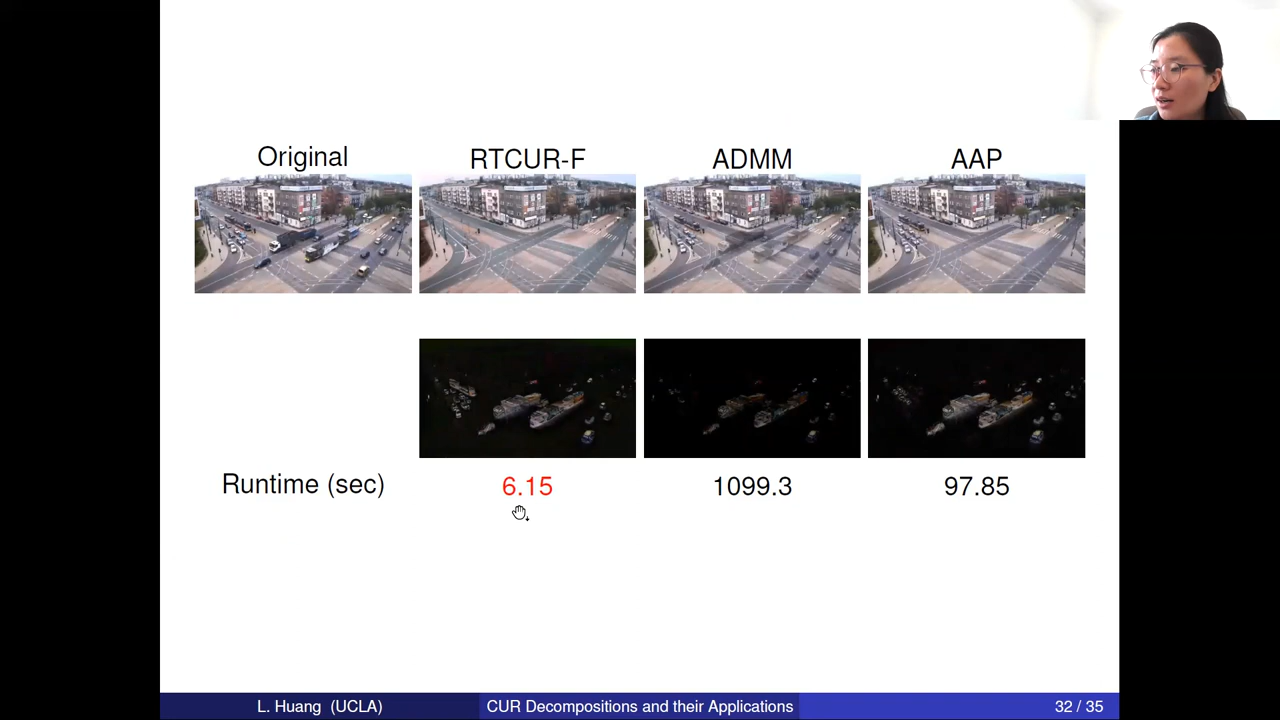 Original RTCUR-F ADMM AAP
Runtime (sec) 6.15 1099.3 97.85
L. Huang (UCLA) CUR Decompositions and their Applications 32 / 35